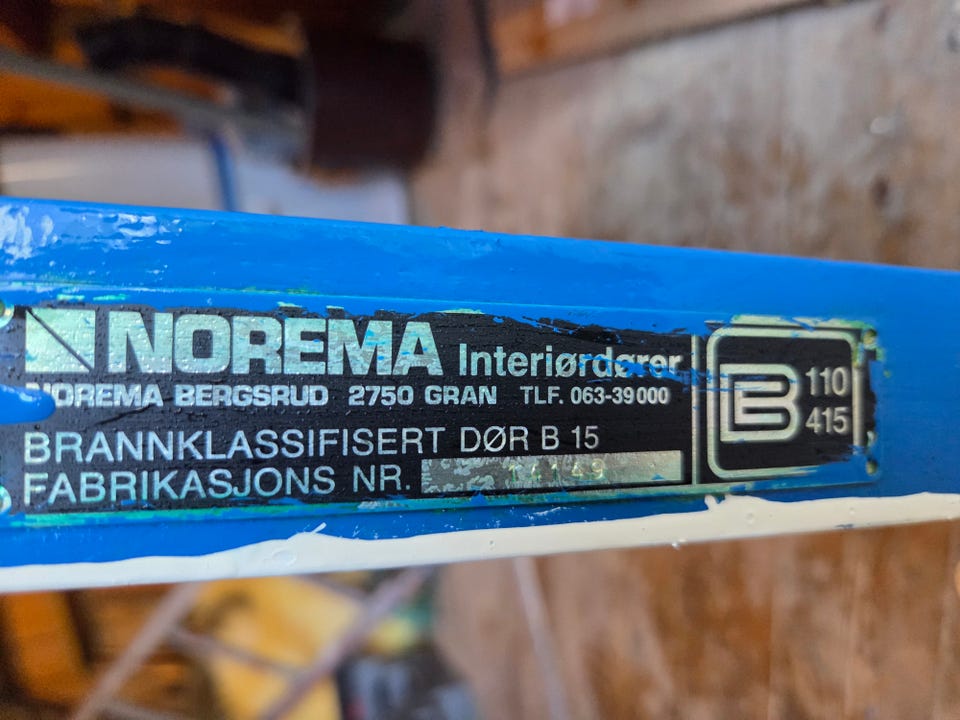 NOREMA Interiørdører
NOREMA BERGSRUD 2750 GRAN TLF. 063-39000
BRANNKLASSIFISERT DØR B 15
FABRIKASJONS NR.
B 110
415